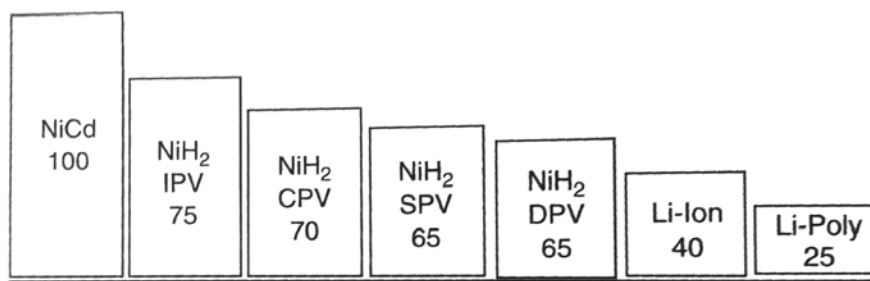 NiCd
100
NiH₂
IPV
75
NiH₂
CPV
70
NiH₂
SPV
65
NiH₂
DPV
65
Li-Ion
40
Li-Poly
25